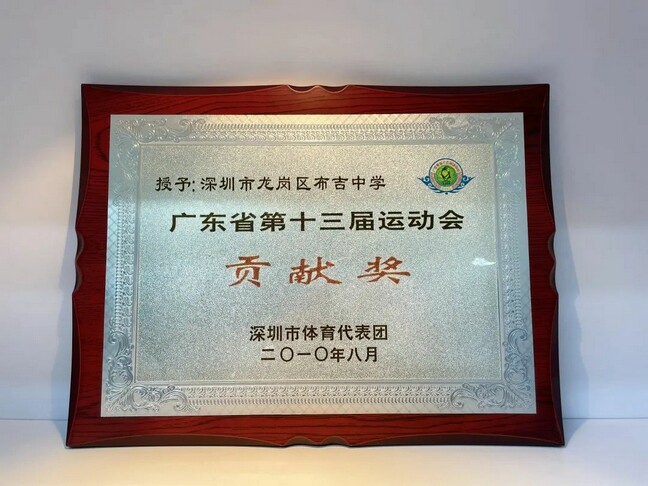 授予:深圳市龙岗区布吉中学
广东省第十三届运动会
贡献奖
深圳市体育代表团
二〇一〇年八月